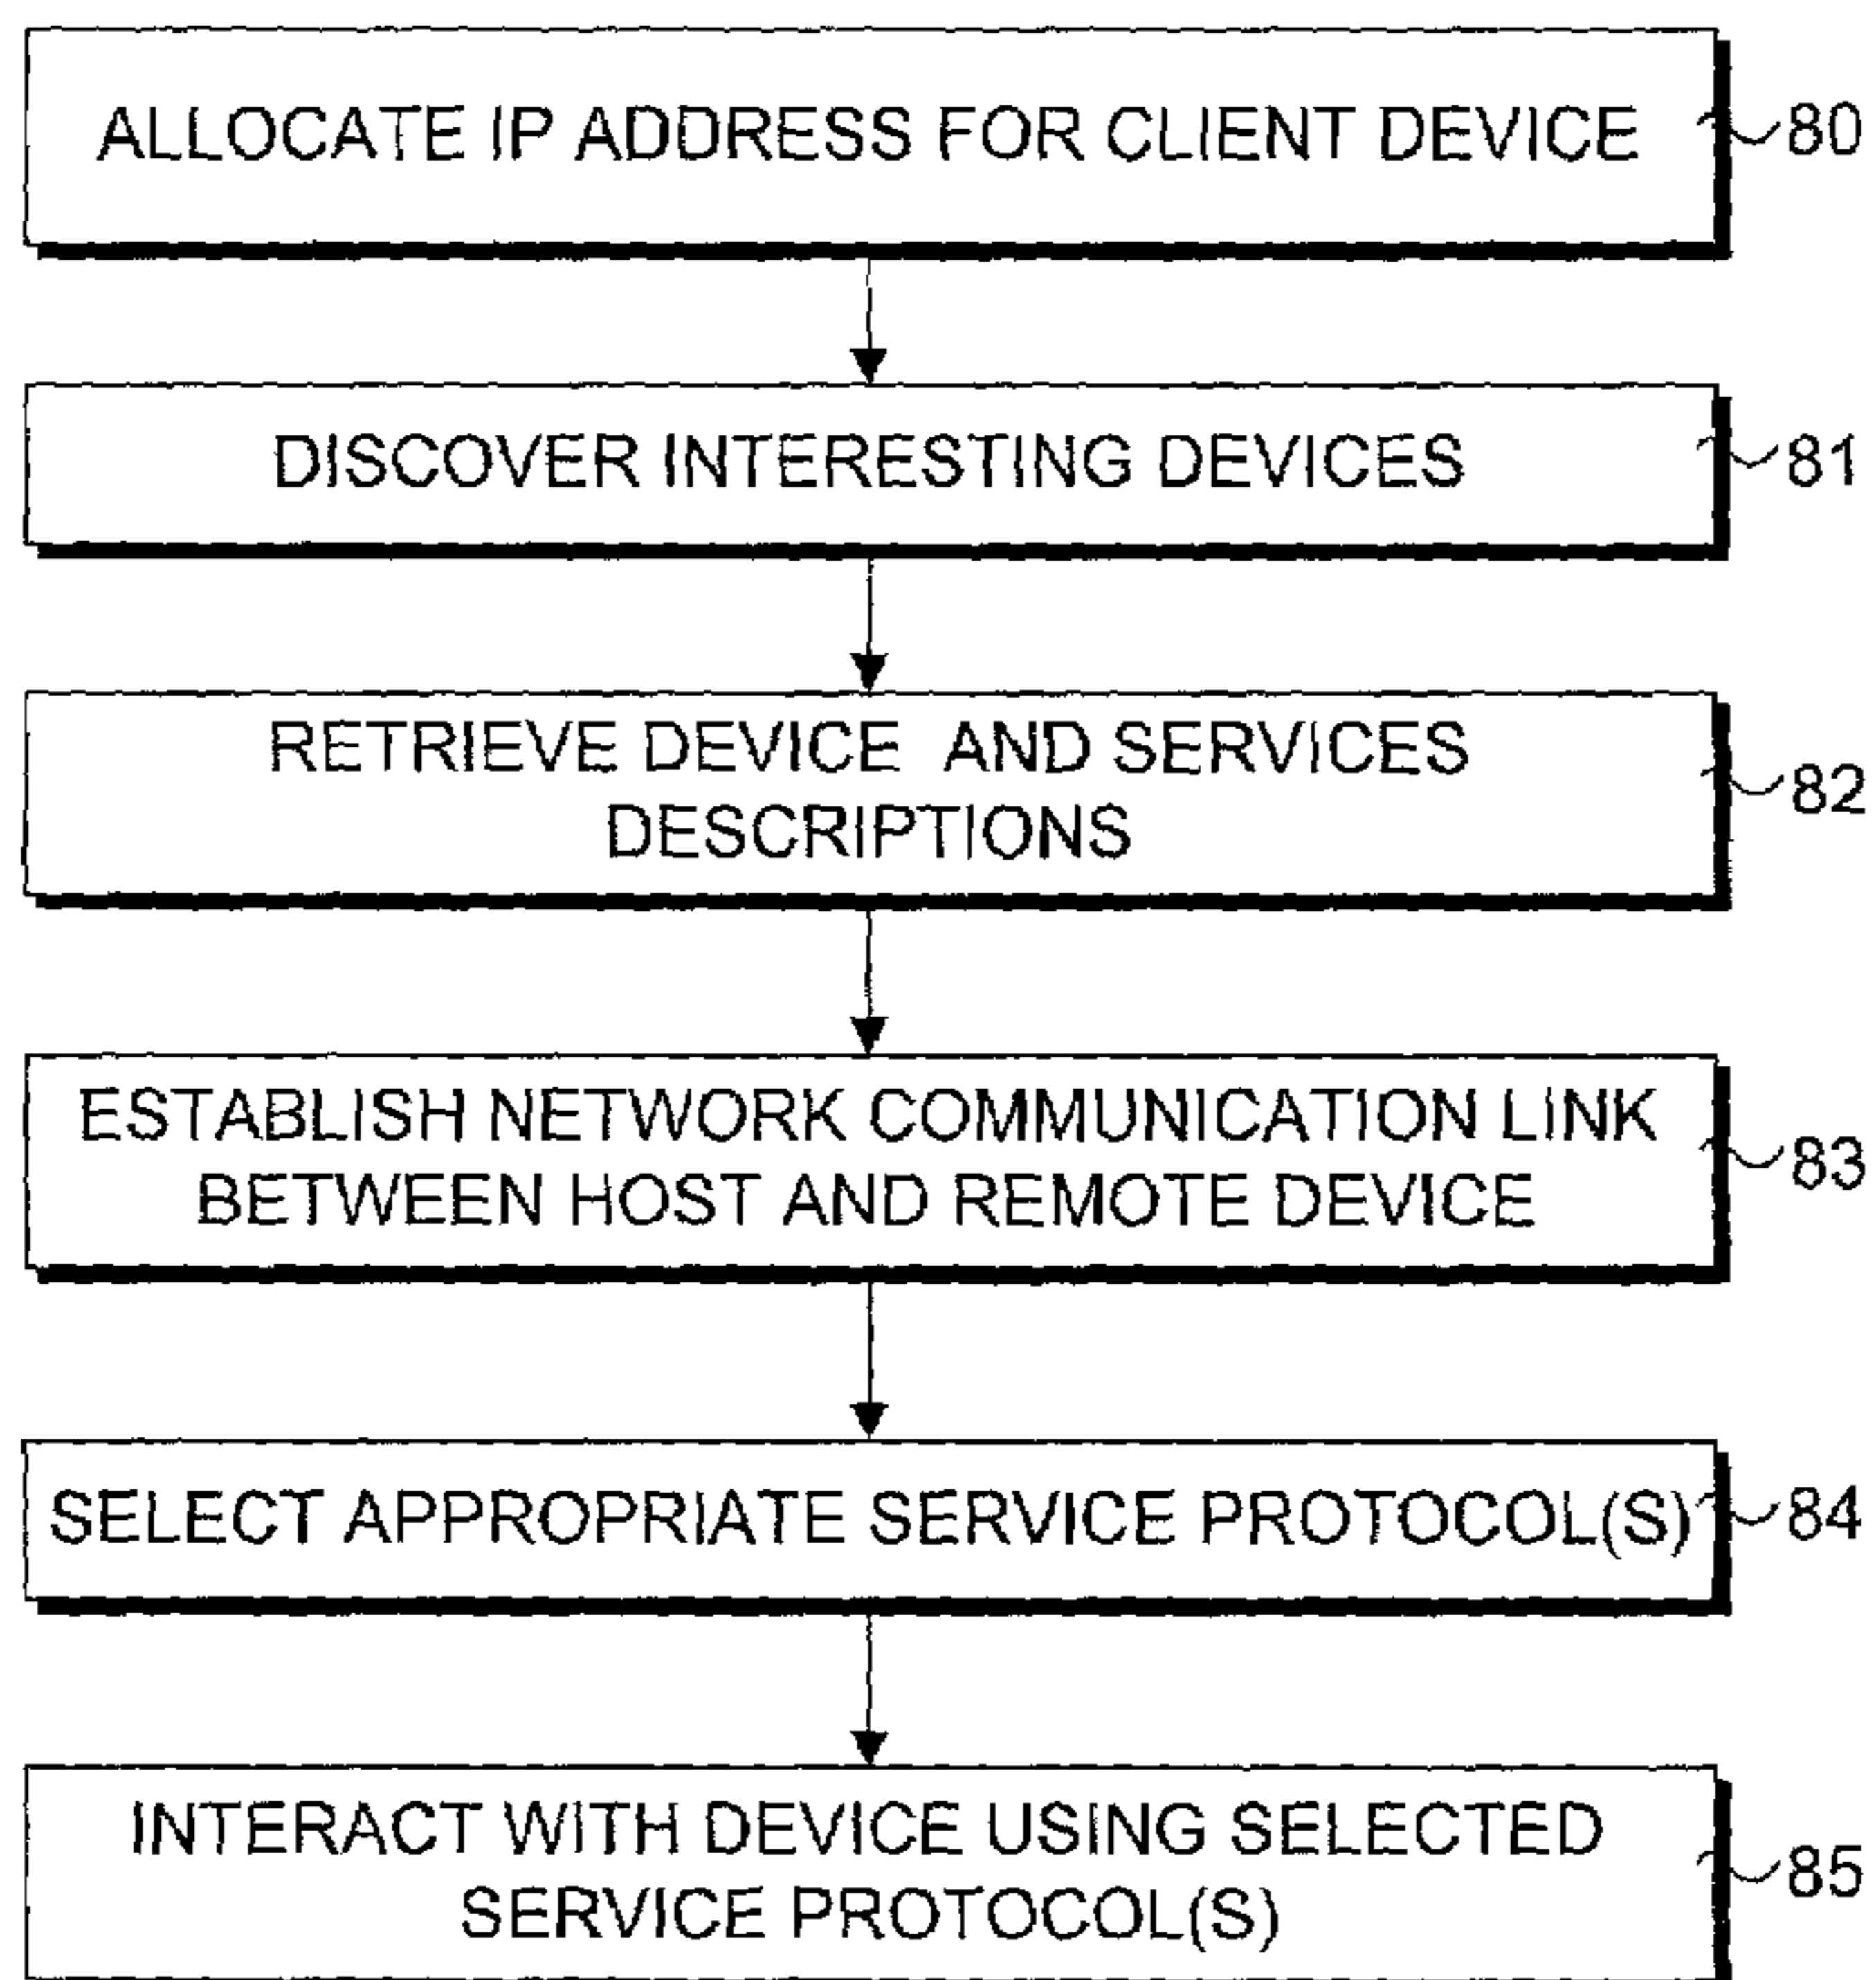 ALLOCATE IP ADDRESS FOR CLIENT DEVICE 80
DISCOVER INTERESTING DEVICES 81
RETRIEVE DEVICE AND SERVICES
DESCRIPTIONS
82
ESTABLISH NETWORK COMMUNICATION LINK
BETWEEN HOST AND REMOTE DEVICE
83
SELECT APPROPRIATE SERVICE PROTOCOL(S) 84
INTERACT WITH DEVICE USING SELECTED
SERVICE PROTOCOL(S)
85